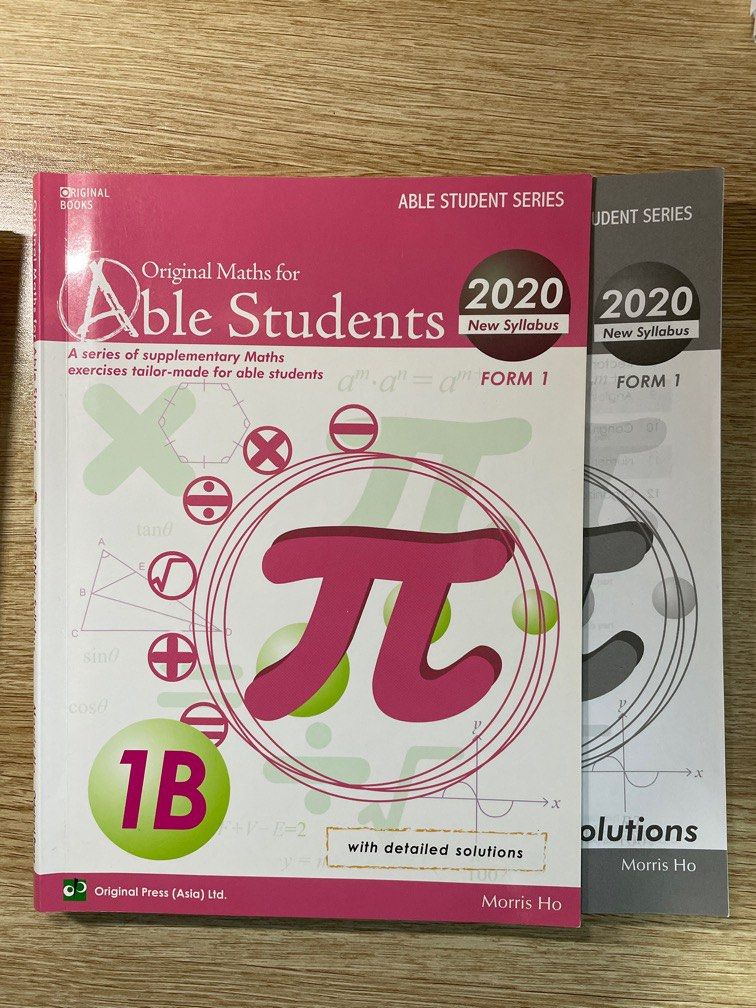 ORIGINAL
BOOKS
ABLE STUDENT SERIES
Original Maths for
Able Students
2020
New Syllabus
FORM 1
A series of supplementary Maths
exercises tailor-made for able students
tanθ
A
E
B
C
D
sinθ
cosθ
y
x
1B
F+V−E=2
with detailed solutions
Original Press (Asia) Ltd.
Morris Ho
UDENT SERIES
2020
New Syllabus
FORM 1
y
x
olutions
Morris Ho